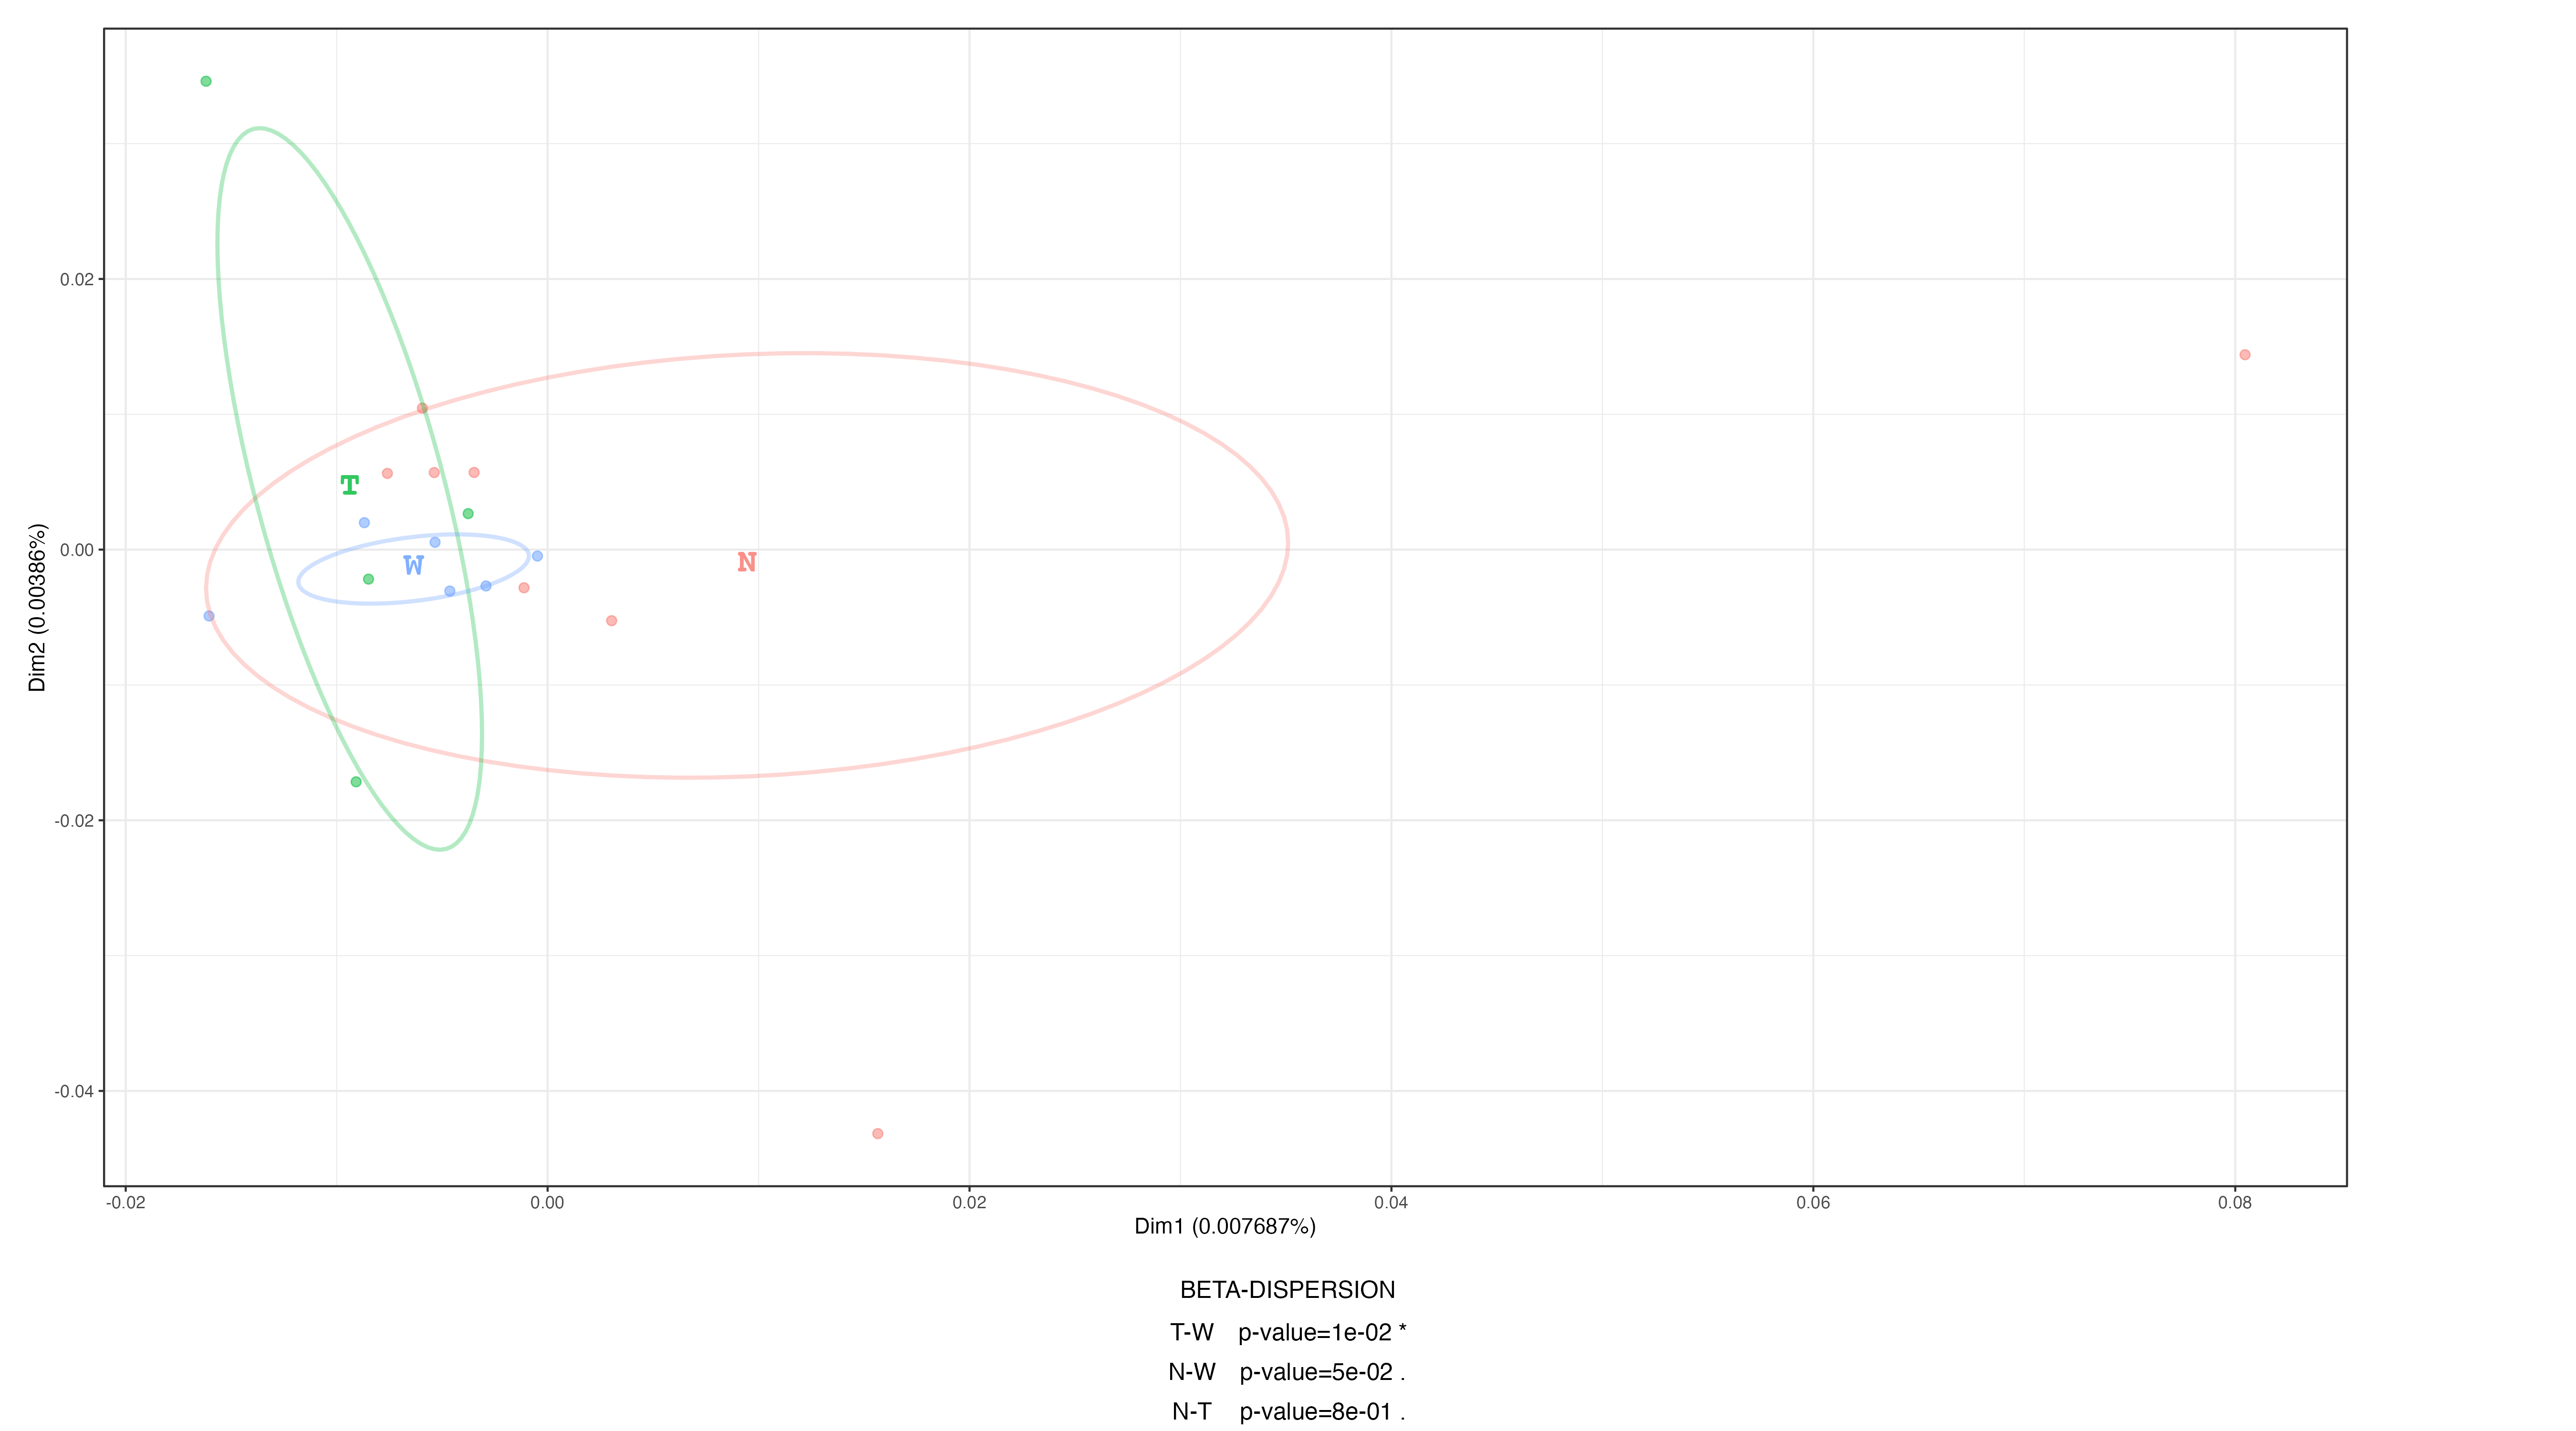 0.02
T
0.00
W
N
-0.02
-0.04
Dim2 (0.00386%)
-0.02 0.00 0.02 0.04 0.06 0.08
Dim1 (0.007687%)
BETA-DISPERSION
T-W p-value=1e-02 *
N-W p-value=5e-02 .
N-T p-value=8e-01 .